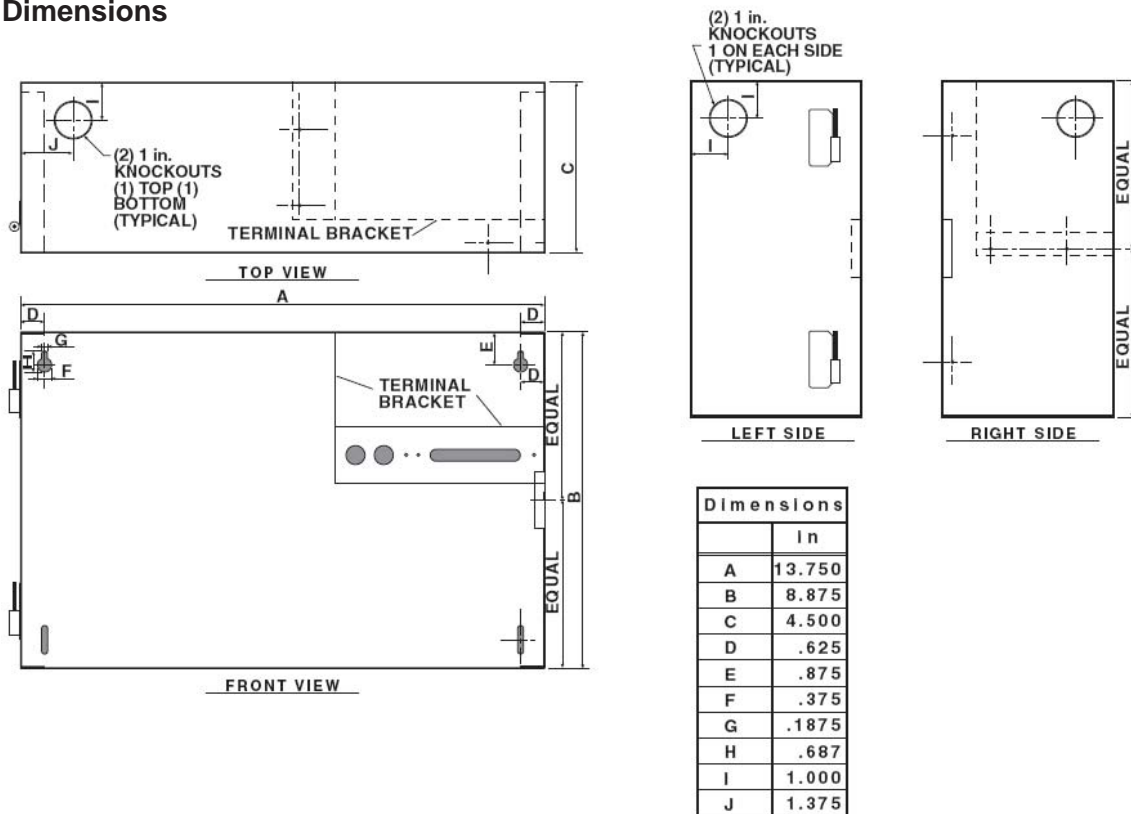 Dimensions
I
J
(2) 1 in.
KNOCKOUTS
(1) TOP (1)
BOTTOM
(TYPICAL)
TERMINAL BRACKET
C
TOP VIEW
A
D
D
G
H
F
E
D
TERMINAL
BRACKET
EQUAL
B
EQUAL
FRONT VIEW
(2) 1 in.
KNOCKOUTS
1 ON EACH SIDE
(TYPICAL)
I
I
LEFT SIDE
EQUAL
EQUAL
RIGHT SIDE
Dimensions
in
A 13.750
B 8.875
C 4.500
D .625
E .875
F .375
G .1875
H .687
I 1.000
J 1.375